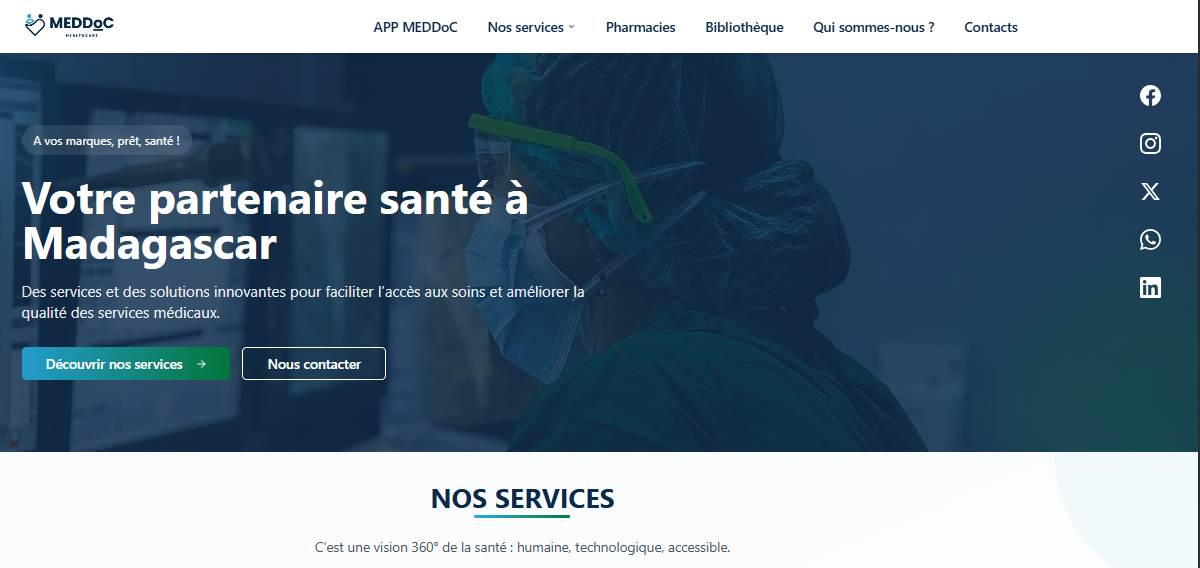 MEDDoC
HEALTHCARE
APP MEDDoC
Nos services
Pharmacies
Bibliothèque
Qui sommes-nous ?
Contacts
A vos marques, prêt, santé !
Votre partenaire santé à
Madagascar
Des services et des solutions innovantes pour faciliter l’accès aux soins et améliorer la
qualité des services médicaux.
Découvrir nos services →
Nous contacter
NOS SERVICES
C'est une vision 360° de la santé : humaine, technologique, accessible.